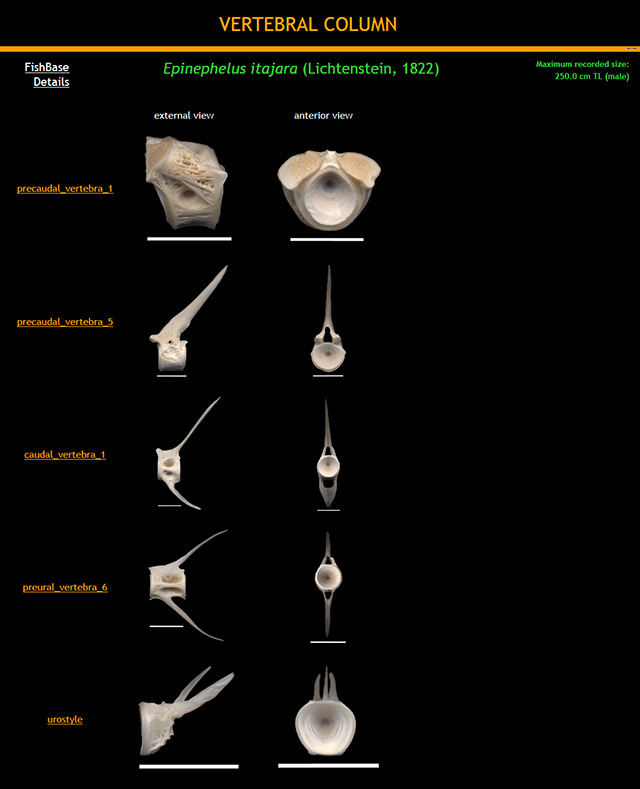 VERTEBRAL COLUMN
FishBase
Details
Epinephelus itajara (Lichtenstein, 1822)
Maximum recorded size:
250.0 cm TL (male)
external view
anterior view
precaudal_vertebra_1
precaudal_vertebra_5
caudal_vertebra_1
preural_vertebra_6
urostyle